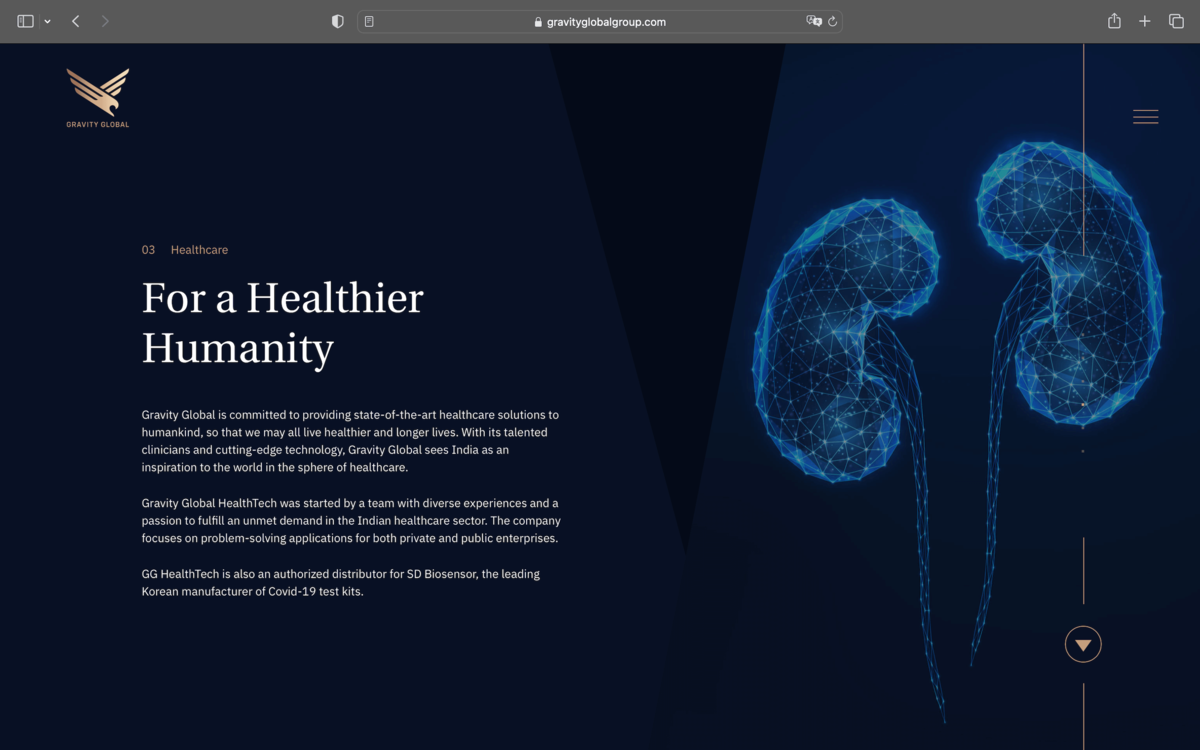 gravityglobalgroup.com
GRAVITY GLOBAL
03 Healthcare
For a Healthier
Humanity
Gravity Global is committed to providing state-of-the-art healthcare solutions to
humankind, so that we may all live healthier and longer lives. With its talented
clinicians and cutting-edge technology, Gravity Global sees India as an
inspiration to the world in the sphere of healthcare.
Gravity Global HealthTech was started by a team with diverse experiences and a
passion to fulfill an unmet demand in the Indian healthcare sector. The company
focuses on problem-solving applications for both private and public enterprises.
GG HealthTech is also an authorized distributor for SD Biosensor, the leading
Korean manufacturer of Covid-19 test kits.